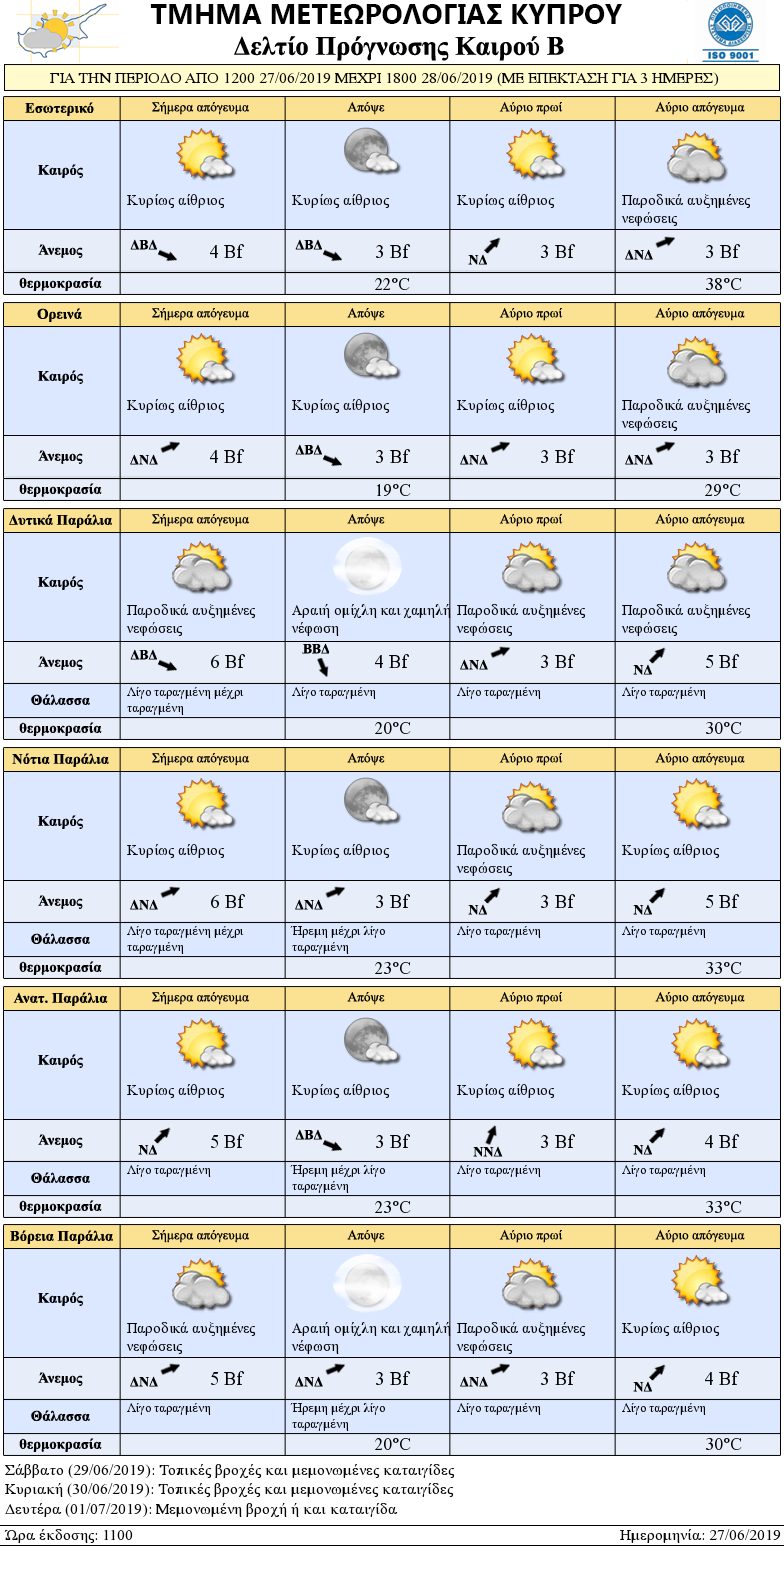 ΤΜΗΜΑ ΜΕΤΕΩΡΟΛΟΓΙΑΣ ΚΥΠΡΟΥ
Δελτίο Πρόγνωσης Καιρού Β
ISO 9001
ΓΙΑ ΤΗΝ ΠΕΡΙΟΔΟ ΑΠΟ 1200 27/06/2019 ΜΕΧΡΙ 1800 28/06/2019 (ΜΕ ΕΠΕΚΤΑΣΗ ΓΙΑ 3 ΗΜΕΡΕΣ)
Εσωτερικό Σήμερα απόγευμα Απόψε Αύριο πρωί Αύριο απόγευμα
Καιρός
Κυρίως αίθριος Κυρίως αίθριος Κυρίως αίθριος Παροδικά αυξημένες
νεφώσεις
Άνεμος ΔΒΔ 4 Bf ΔΒΔ 3 Bf ΝΔ 3 Bf ΔΝΔ 3 Bf
θερμοκρασία 22°C 38°C
Ορεινά Σήμερα απόγευμα Απόψε Αύριο πρωί Αύριο απόγευμα
Καιρός
Κυρίως αίθριος Κυρίως αίθριος Κυρίως αίθριος Παροδικά αυξημένες
νεφώσεις
Άνεμος ΔΝΔ 4 Bf ΔΒΔ 3 Bf ΔΝΔ 3 Bf ΔΝΔ 3 Bf
θερμοκρασία 19°C 29°C
Δυτικά Παράλια Σήμερα απόγευμα Απόψε Αύριο πρωί Αύριο απόγευμα
Καιρός
Παροδικά αυξημένες Αραιή ομίχλη και χαμηλή Παροδικά αυξημένες Παροδικά αυξημένες
νεφώσεις νέφωση νεφώσεις νεφώσεις
Άνεμος ΔΒΔ 6 Bf ΒΒΔ 4 Bf ΔΝΔ 3 Bf ΝΔ 5 Bf
Θάλασσα Λίγο ταραγμένη μέχρι Λίγο ταραγμένη Λίγο ταραγμένη Λίγο ταραγμένη
ταραγμένη
θερμοκρασία 20°C 30°C
Νότια Παράλια Σήμερα απόγευμα Απόψε Αύριο πρωί Αύριο απόγευμα
Καιρός
Κυρίως αίθριος Κυρίως αίθριος Παροδικά αυξημένες Κυρίως αίθριος
νεφώσεις
Άνεμος ΔΝΔ 6 Bf ΔΝΔ 3 Bf ΝΔ 3 Bf ΝΔ 5 Bf
Θάλασσα Λίγο ταραγμένη μέχρι Ήρεμη μέχρι λίγο Λίγο ταραγμένη Λίγο ταραγμένη
ταραγμένη ταραγμένη
θερμοκρασία 23°C 33°C
Ανατ. Παράλια Σήμερα απόγευμα Απόψε Αύριο πρωί Αύριο απόγευμα
Καιρός
Κυρίως αίθριος Κυρίως αίθριος Κυρίως αίθριος Κυρίως αίθριος
Άνεμος ΝΔ 5 Bf ΔΒΔ 3 Bf ΝΝΔ 3 Bf ΝΔ 4 Bf
Θάλασσα Λίγο ταραγμένη Ήρεμη μέχρι λίγο Λίγο ταραγμένη Λίγο ταραγμένη
ταραγμένη
θερμοκρασία 23°C 33°C
Βόρεια Παράλια Σήμερα απόγευμα Απόψε Αύριο πρωί Αύριο απόγευμα
Καιρός
Παροδικά αυξημένες Αραιή ομίχλη και χαμηλή Παροδικά αυξημένες Κυρίως αίθριος
νεφώσεις νέφωση νεφώσεις
Άνεμος ΔΝΔ 5 Bf ΔΝΔ 3 Bf ΔΝΔ 3 Bf ΝΔ 4 Bf
Θάλασσα Λίγο ταραγμένη Ήρεμη μέχρι λίγο Λίγο ταραγμένη Λίγο ταραγμένη
ταραγμένη
θερμοκρασία 20°C 30°C
Σάββατο (29/06/2019): Τοπικές βροχές και μεμονωμένες καταιγίδες
Κυριακή (30/06/2019): Τοπικές βροχές και μεμονωμένες καταιγίδες
Δευτέρα (01/07/2019): Μεμονωμένη βροχή ή και καταιγίδα
Ώρα έκδοσης: 1100 Ημερομηνία: 27/06/2019